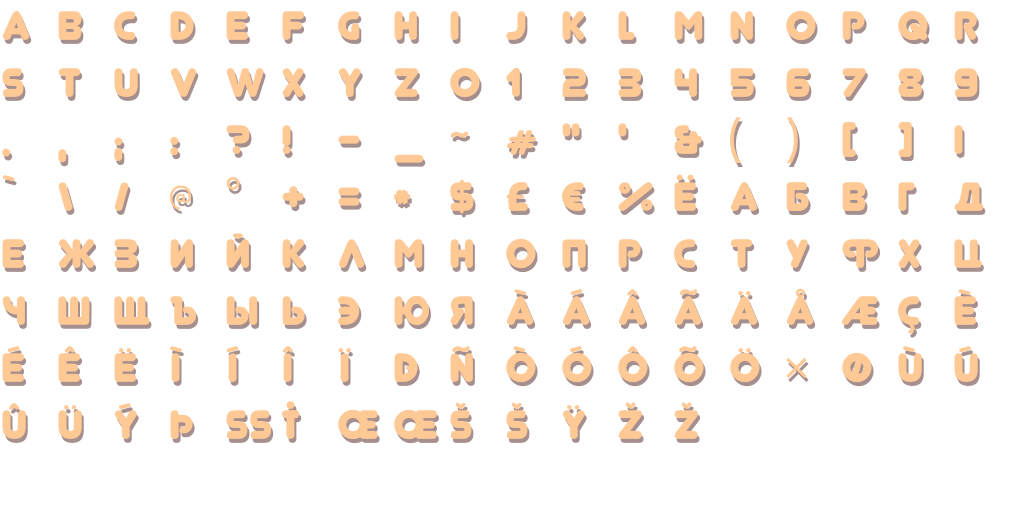 A B C D E F G H I J K L M N O P Q R
S T U V W X Y Z 0 1 2 3 4 5 6 7 8 9
. , ; : ? ! - _ ~ # " ' & ( ) [ ] |
` \ / @ ° + = * $ £ € % Ё А Б В Г Д
Е Ж З И Й К Л М Н О П Р С Т У Ф Х Ц
Ч Ш Щ Ъ Ы Ь Э Ю Я À Á Â Ã Ä Å Æ Ç È
É Ê Ë Ì Í Î Ï Ð Ñ Ò Ó Ô Õ Ö × Ø Ù Ú
Û Ü Ý Þ SS İ Œ Œ Š Š Ÿ Ž Ž